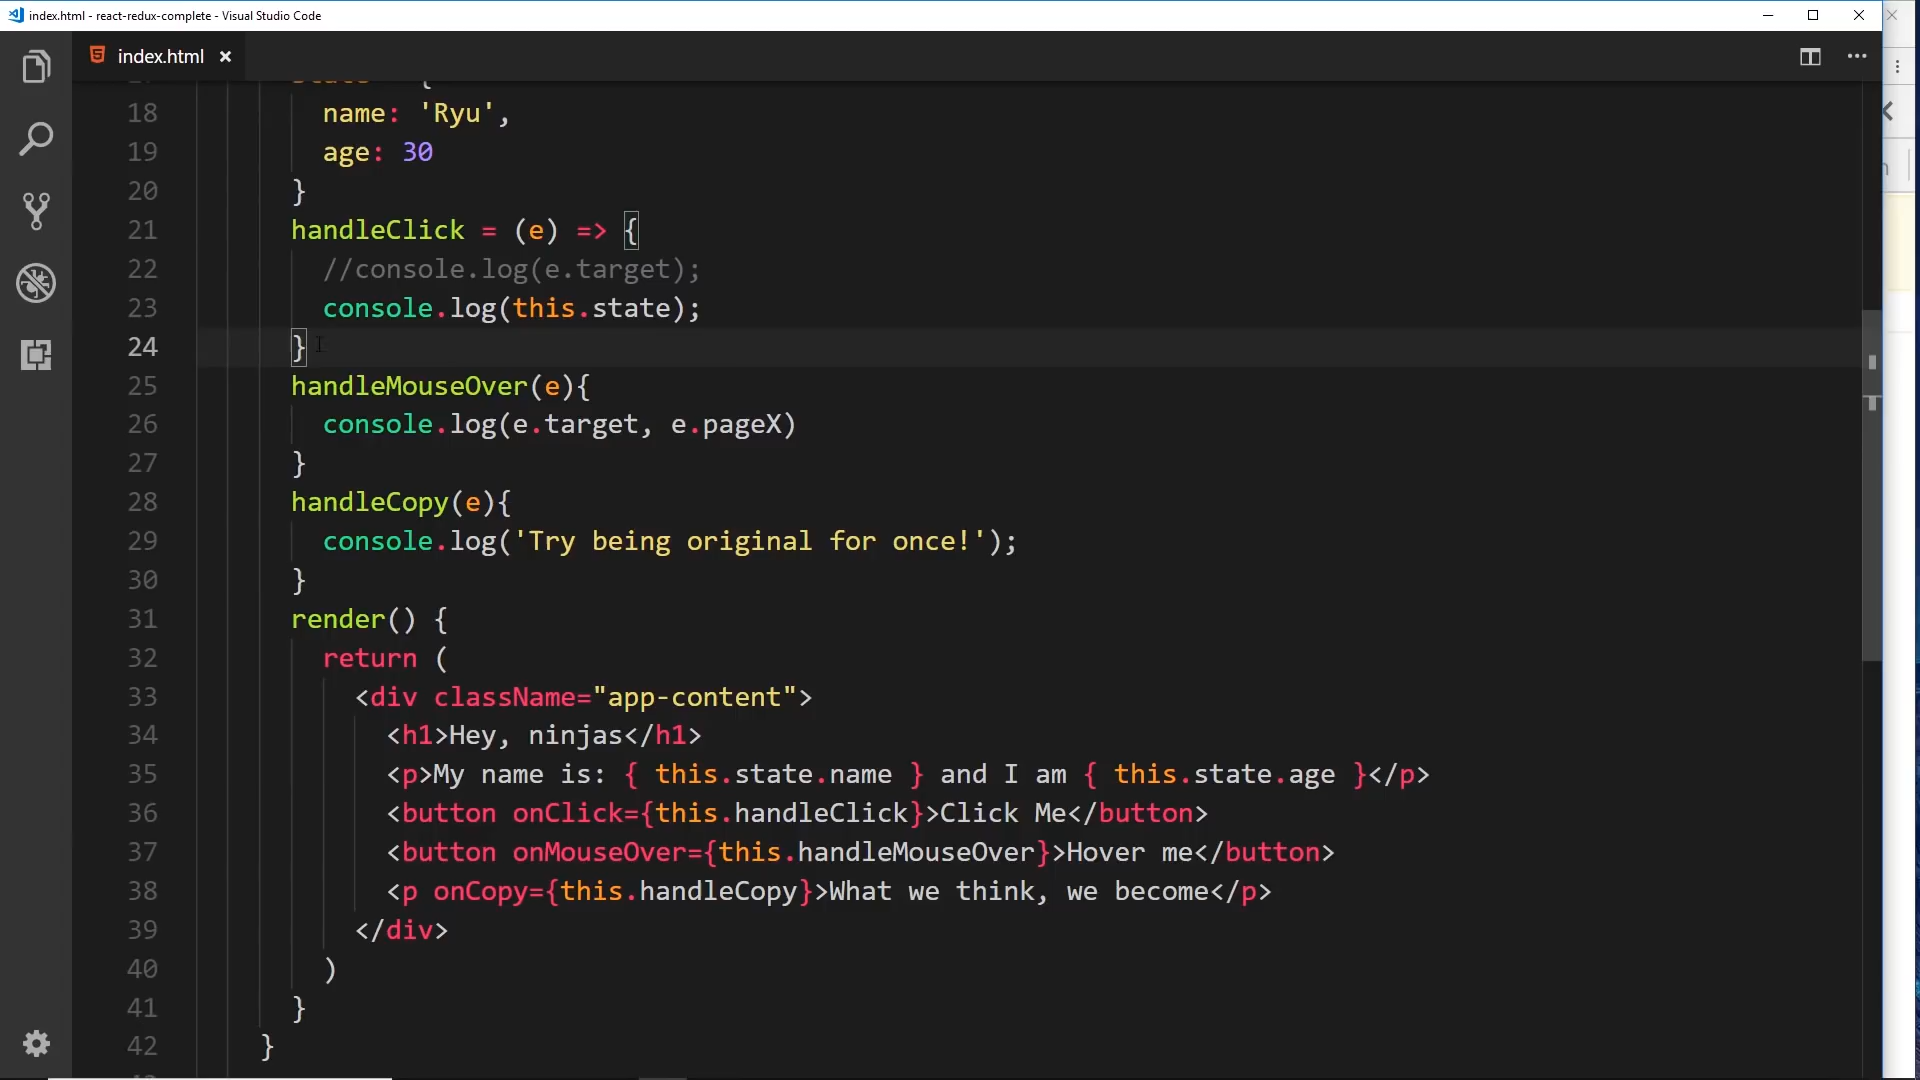 index.html - react-redux-complete - Visual Studio Code
index.html
18 name: 'Ryu',
19 age: 30
20 }
21 handleClick = (e) => {
22 //console.log(e.target);
23 console.log(this.state);
24 }
25 handleMouseOver(e){
26 console.log(e.target, e.pageX)
27 }
28 handleCopy(e){
29 console.log('Try being original for once!');
30 }
31 render() {
32 return (
33 <div className="app-content">
34 <h1>Hey, ninjas</h1>
35 <p>My name is: { this.state.name } and I am { this.state.age }</p>
36 <button onClick={this.handleClick}>Click Me</button>
37 <button onMouseOver={this.handleMouseOver}>Hover me</button>
38 <p onCopy={this.handleCopy}>What we think, we become</p>
39 </div>
40 )
41 }
42 }